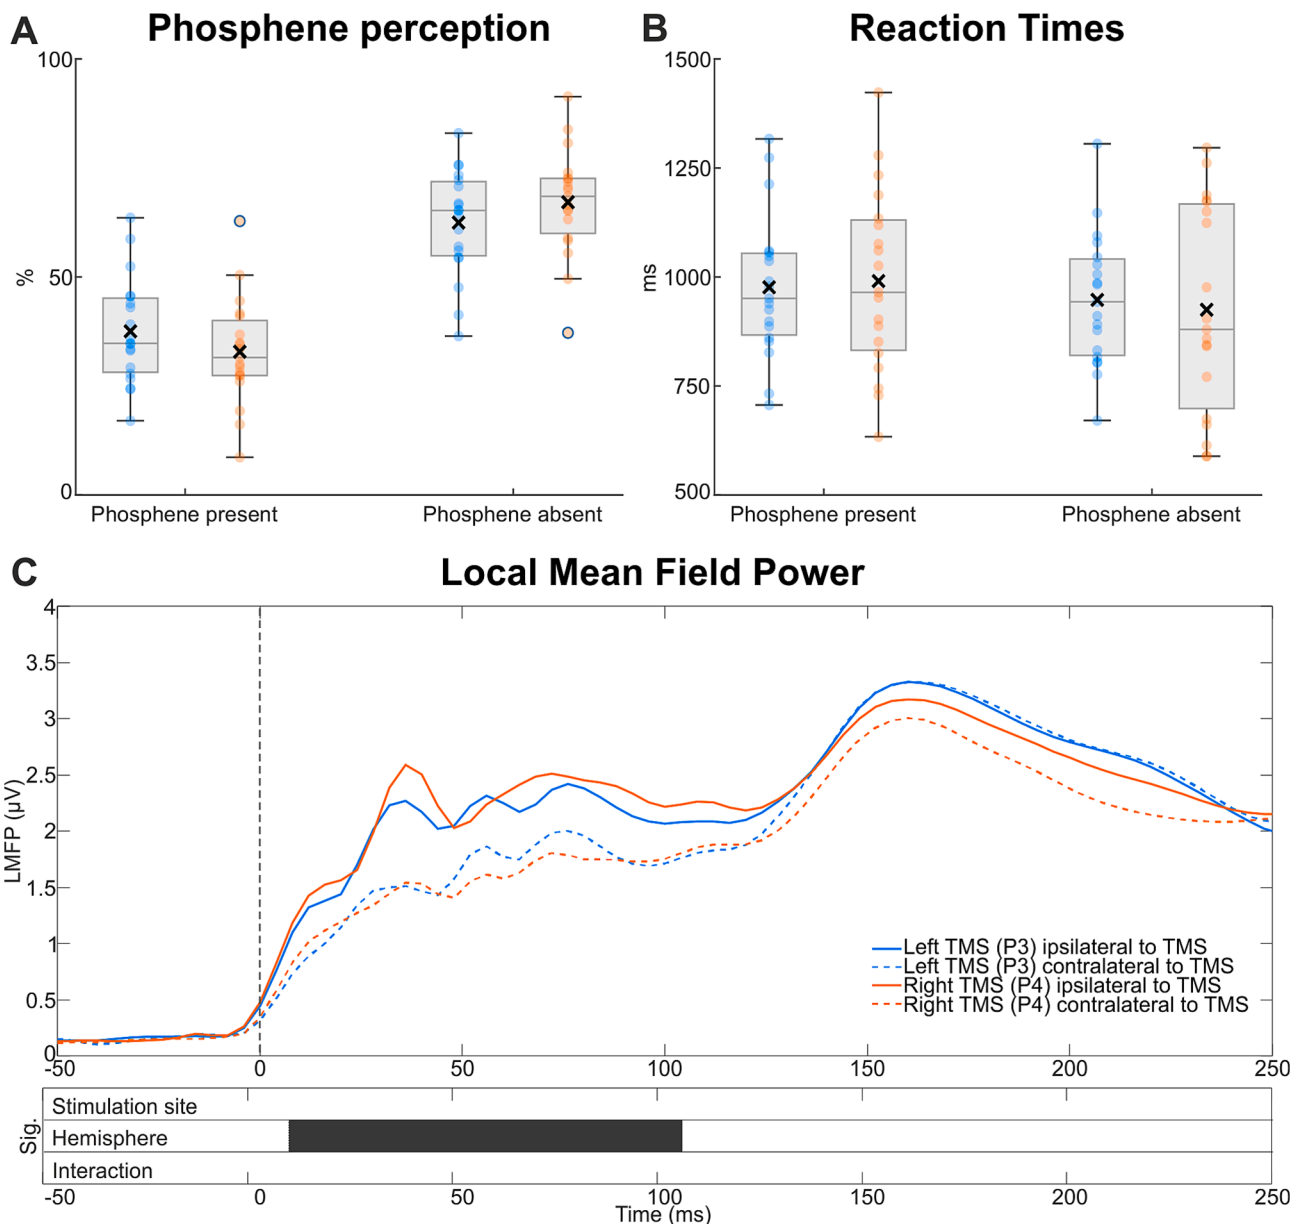 A
Phosphene perception
100
50
0
%
Phosphene present
Phosphene absent
B
Reaction Times
1500
1250
1000
750
500
ms
Phosphene present
Phosphene absent
C
Local Mean Field Power
4
3.5
3
2.5
2
1.5
1
0.5
0
LMFP (µV)
Left TMS (P3) ipsilateral to TMS
Left TMS (P3) contralateral to TMS
Right TMS (P4) ipsilateral to TMS
Right TMS (P4) contralateral to TMS
-50 0 50 100 150 200 250
Sig.
Stimulation site
Hemisphere
Interaction
-50 0 50 100 150 200 250
Time (ms)